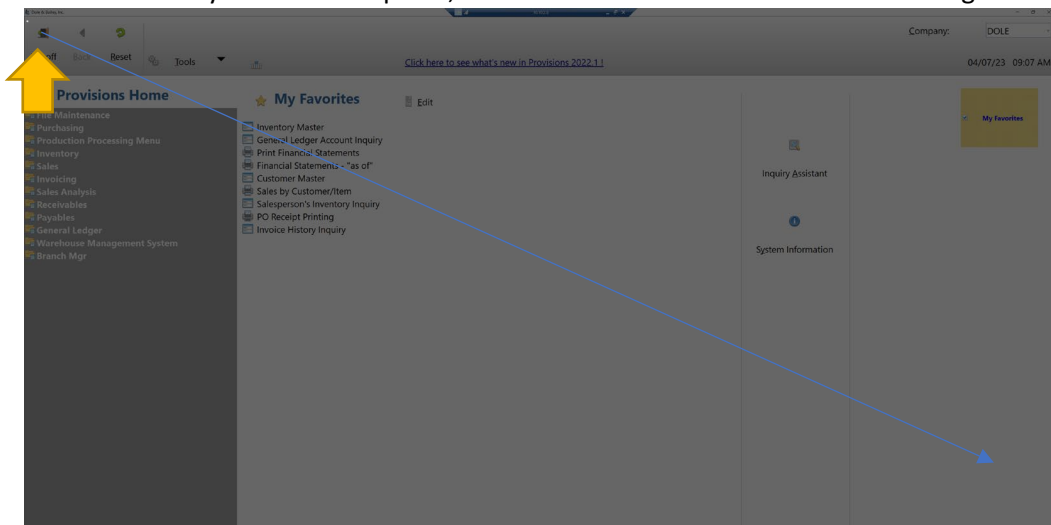 Company: DOLE
Reset Tools
Click here to see what's new in Provisions 2022.1 !
04/07/23 09:07 AM
Provisions Home
File Maintenance
Purchasing
Production Processing Menu
Inventory
Sales
Invoicing
Sales Analysis
Receivables
Payables
General Ledger
Warehouse Management System
Branch Mgr
My Favorites
Edit
Inventory Master
General Ledger Account Inquiry
Print Financial Statements
Financial Statements - "as of"
Customer Master
Sales by Customer/Item
Salesperson's Inventory Inquiry
PO Receipt Printing
Invoice History Inquiry
Inquiry Assistant
System Information
My Favorites